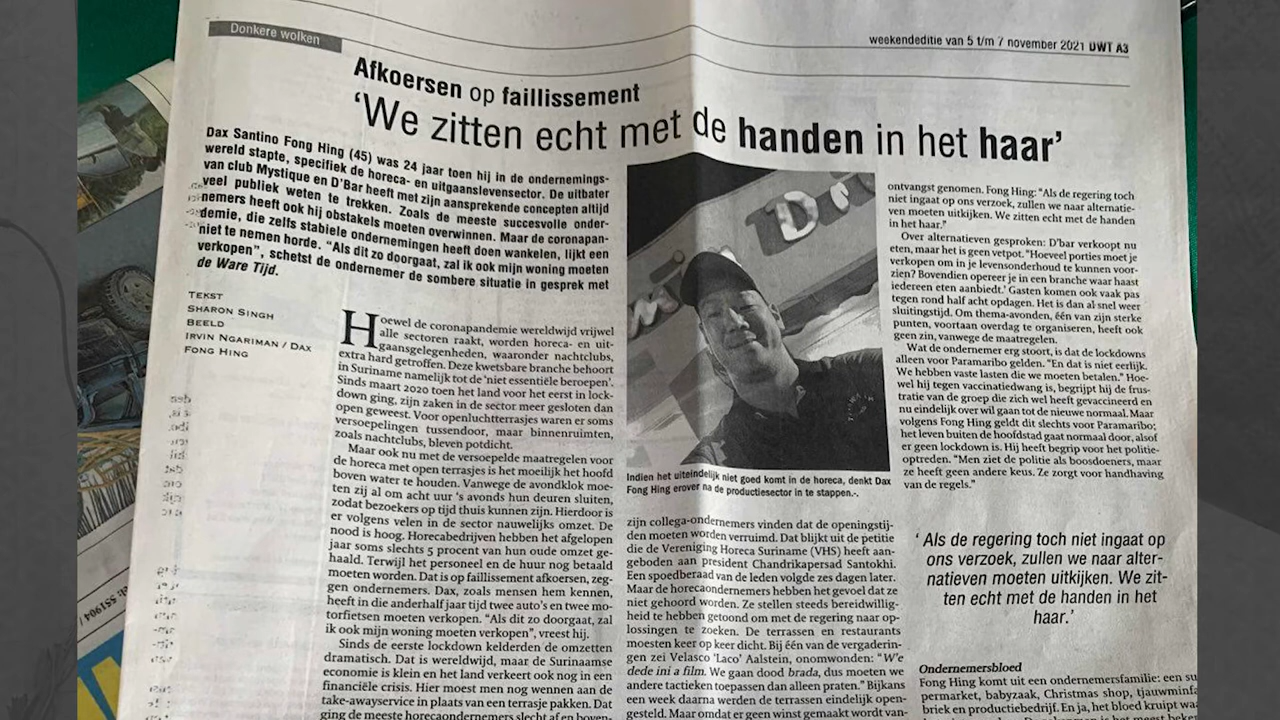 Donkere wolken
weekendeditie van 5 t/m 7 november 2021 DWT A3
Afkoersen op faillissement
‘We zitten echt met de handen in het haar’
Dax Santino Fong Hing (45) was 24 jaar toen hij in de ondernemings-
wereld stapte, specifiek de horeca- en uitgaanslevensector. De uitbater
van club Mystique en D'Bar heeft met zijn aansprekende concepten altijd
veel publiek weten te trekken. Zoals de meeste succesvolle onder-
nemers heeft ook hij obstakels moeten overwinnen. Maar de coronapan-
demie, die zelfs stabiele ondernemingen heeft doen wankelen, lijkt een
niet te nemen horde. “Als dit zo doorgaat, zal ik ook mijn woning moeten
verkopen”, schetst de ondernemer de sombere situatie in gesprek met
de Ware Tijd.
TEKST
SHARON SINGH
BEELD
IRVIN NGARIMAN / DAX
FONG HING
Hoewel de coronapandemie wereldwijd vrijwel
alle sectoren raakt, worden horeca- en uit-
gaansgelegenheden, waaronder nachtclubs,
extra hard getroffen. Deze kwetsbare branche behoort
in Suriname namelijk tot de ‘niet essentiële beroepen’.
Sinds maart 2020 toen het land voor het eerst in lock-
down ging, zijn zaken in de sector meer gesloten dan
open geweest. Voor openluchtterrasjes waren er soms
versoepelingen tussendoor, maar binnenruimten,
zoals nachtclubs, bleven potdicht.
Maar ook nu met de versoepelde maatregelen voor
de horeca met open terrasjes is het moeilijk het hoofd
boven water te houden. Vanwege de avondklok moe-
ten zij al om acht uur ‘s avonds hun deuren sluiten,
zodat bezoekers op tijd thuis kunnen zijn. Hierdoor is
er volgens velen in de sector nauwelijks omzet. De
nood is hoog. Horecabedrijven hebben het afgelopen
jaar soms slechts 5 procent van hun oude omzet ge-
haald. Terwijl het personeel en de huur nog betaald
moeten worden. Dat is op faillissement afkoersen, zeg-
gen ondernemers. Dax, zoals mensen hem kennen,
heeft in die anderhalf jaar tijd twee auto's en twee mo-
torfietsen moeten verkopen. “Als dit zo doorgaat, zal
ik ook mijn woning moeten verkopen”, vreest hij.
Sinds de eerste lockdown kelderden de omzetten
dramatisch. Dat is wereldwijd, maar de Surinaamse
economie is klein en het land verkeert ook nog in een
financiële crisis. Hier moest men nog wennen aan de
take-awayservice in plaats van een terrasje pakken. Dat
ging de meeste horecaondernemers slecht af en boven-
Indien het uiteindelijk niet goed komt in de horeca, denkt Dax
Fong Hing erover na de productiesector in te stappen.-.
zijn collega-ondernemers vinden dat de openingstij-
den moeten worden verruimd. Dat blijkt uit de petitie
die de Vereniging Horeca Suriname (VHS) heeft aan-
geboden aan president Chandrikapersad Santokhi.
Een spoedberaad van de leden volgde zes dagen later.
Maar de horecaondernemers hebben het gevoel dat ze
niet gehoord worden. Ze stellen steeds bereidwillig-
heid te hebben getoond om met de regering naar op-
lossingen te zoeken. De terrassen en restaurants
moesten keer op keer dicht. Bij één van de vergaderin-
gen zei Velasco ‘Laco’ Aalstein, onomwonden: “W'e
dede ini a film. We gaan dood brada, dus moeten we
andere tactieken toepassen dan alleen praten.” Bijkans
een week daarna werden de terrassen eindelijk open-
gesteld. Maar omdat er geen winst gemaakt wordt van-
ontvangst genomen. Fong Hing: “Als de regering toch
niet ingaat op ons verzoek, zullen we naar alternatie-
ven moeten uitkijken. We zitten echt met de handen
in het haar.”
Over alternatieven gesproken: D'bar verkoopt nu
eten, maar het is geen vetpot. “Hoeveel porties moet je
verkopen om in je levensonderhoud te kunnen voor-
zien? Bovendien opereer je in een branche waar haast
iedereen eten aanbiedt.’ Gasten komen ook vaak pas
tegen rond half acht opdagen. Het is dan al snel weer
sluitingstijd. Om thema-avonden, één van zijn sterke
punten, voortaan overdag te organiseren, heeft ook
geen zin, vanwege de maatregelen.
Wat de ondernemer erg stoort, is dat de lockdowns
alleen voor Paramaribo gelden. “En dat is niet eerlijk.
We hebben vaste lasten die we moeten betalen.” Hoe-
wel hij tegen vaccinatiedwang is, begrijpt hij de frus-
tratie van de groep die zich wel heeft gevaccineerd en
nu eindelijk over wil gaan tot de nieuwe normaal. Maar
volgens Fong Hing geldt dit slechts voor Paramaribo;
het leven buiten de hoofdstad gaat normaal door, alsof
er geen lockdown is. Hij heeft begrip voor het politie-
optreden. “Men ziet de politie als boosdoeners, maar
ze heeft geen andere keus. Ze zorgt voor handhaving
van de regels.”
‘ Als de regering toch niet ingaat op
ons verzoek, zullen we naar alter-
natieven moeten uitkijken. We zit-
ten echt met de handen in het
haar.’
Ondernemersbloed
Fong Hing komt uit een ondernemersfamilie: een su
permarket, babyzaak, Christmas shop, tjauwminfa
briek en productiebedrijf. En ja, het bloed kruipt wa